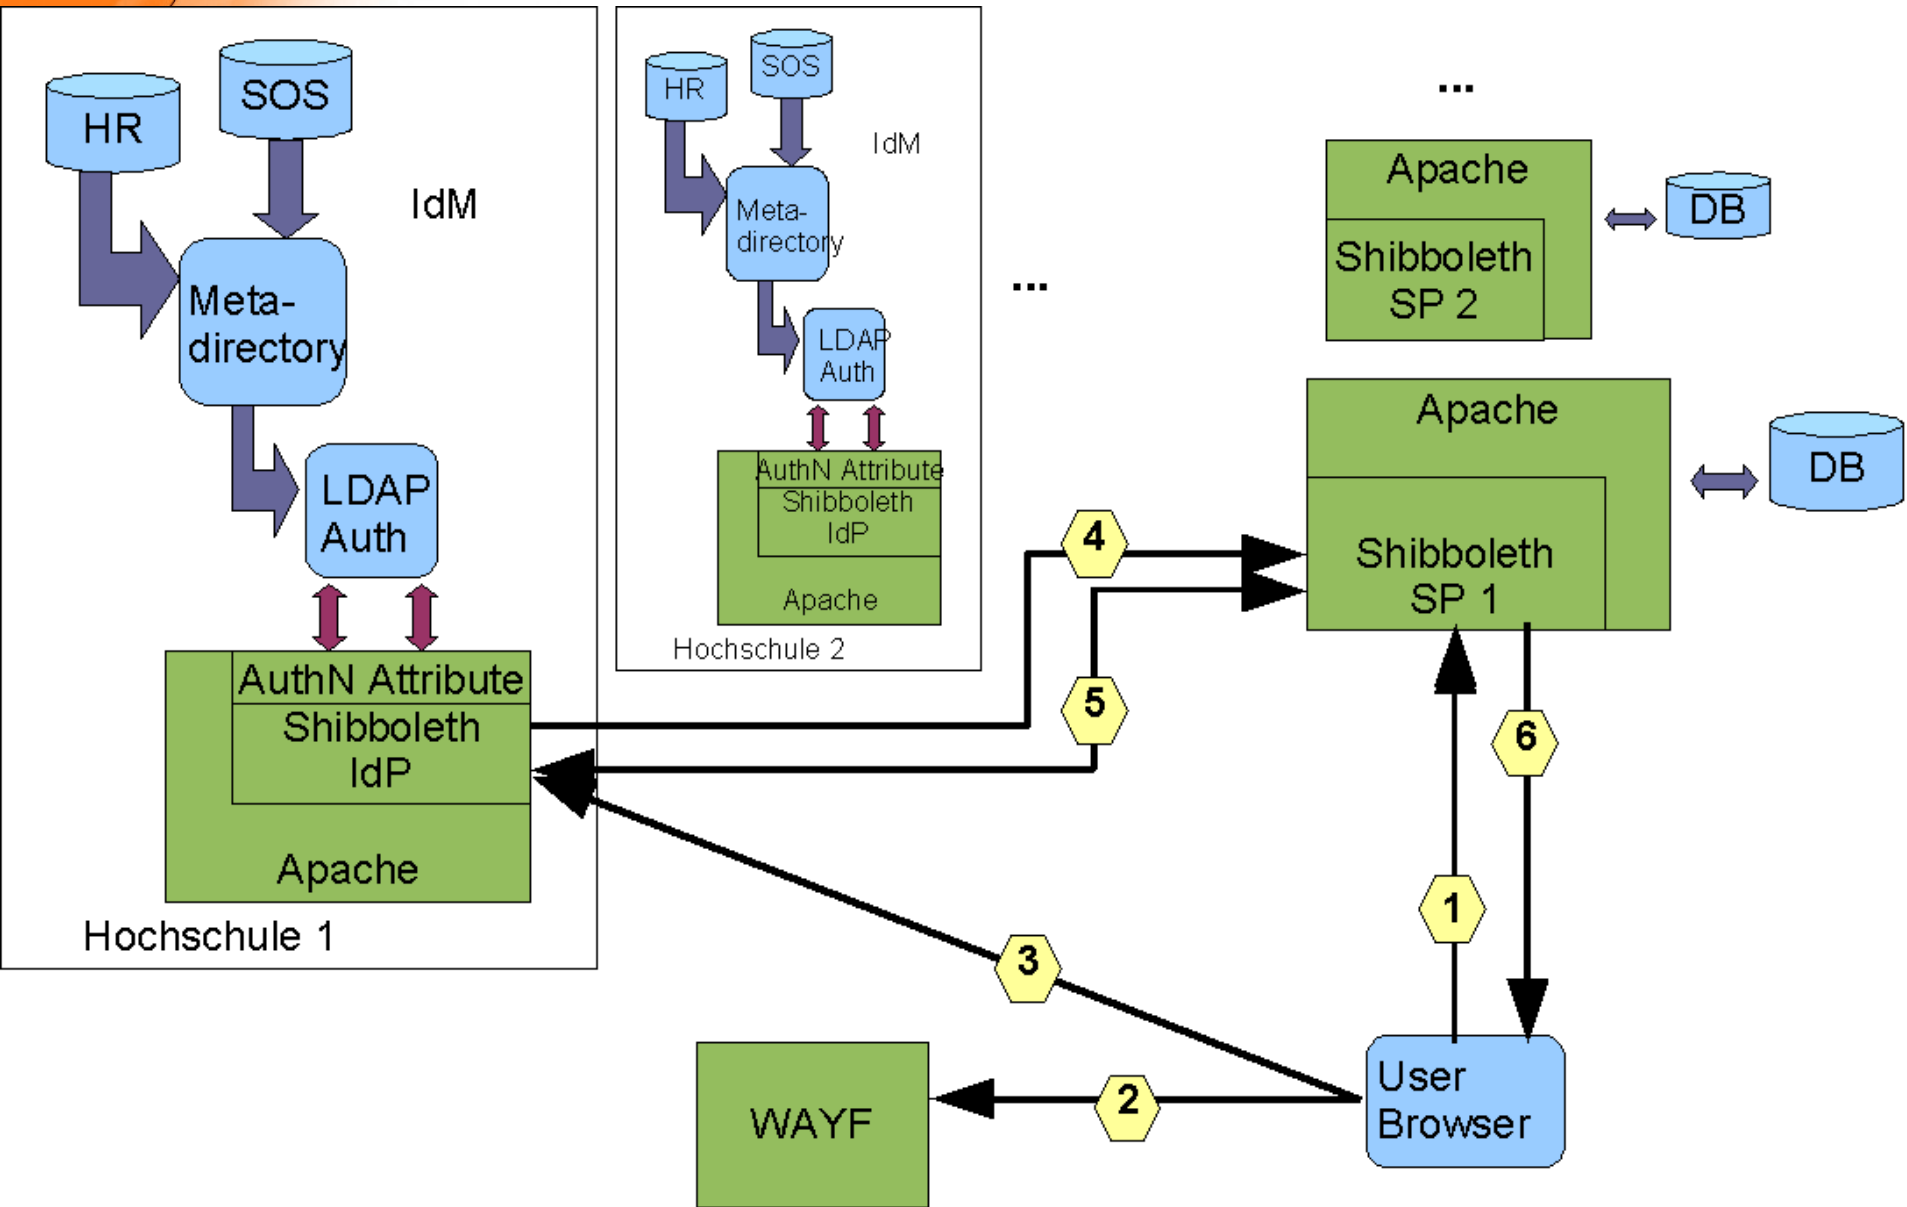 HR
SOS
IdM
Meta-
directory
LDAP
Auth
AuthN Attribute
Shibboleth
IdP
Apache
Hochschule 1
HR
SOS
IdM
Meta-
directory
LDAP
Auth
AuthN Attribute
Shibboleth
IdP
Apache
Hochschule 2
...
...
Apache
Shibboleth
SP 2
DB
Apache
Shibboleth
SP 1
DB
4
5
6
1
3
2
WAYF
User
Browser